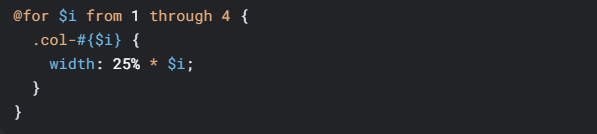 @for $i from 1 through 4 {
  .col-#{$i} {
    width: 25% * $i;
  }
}